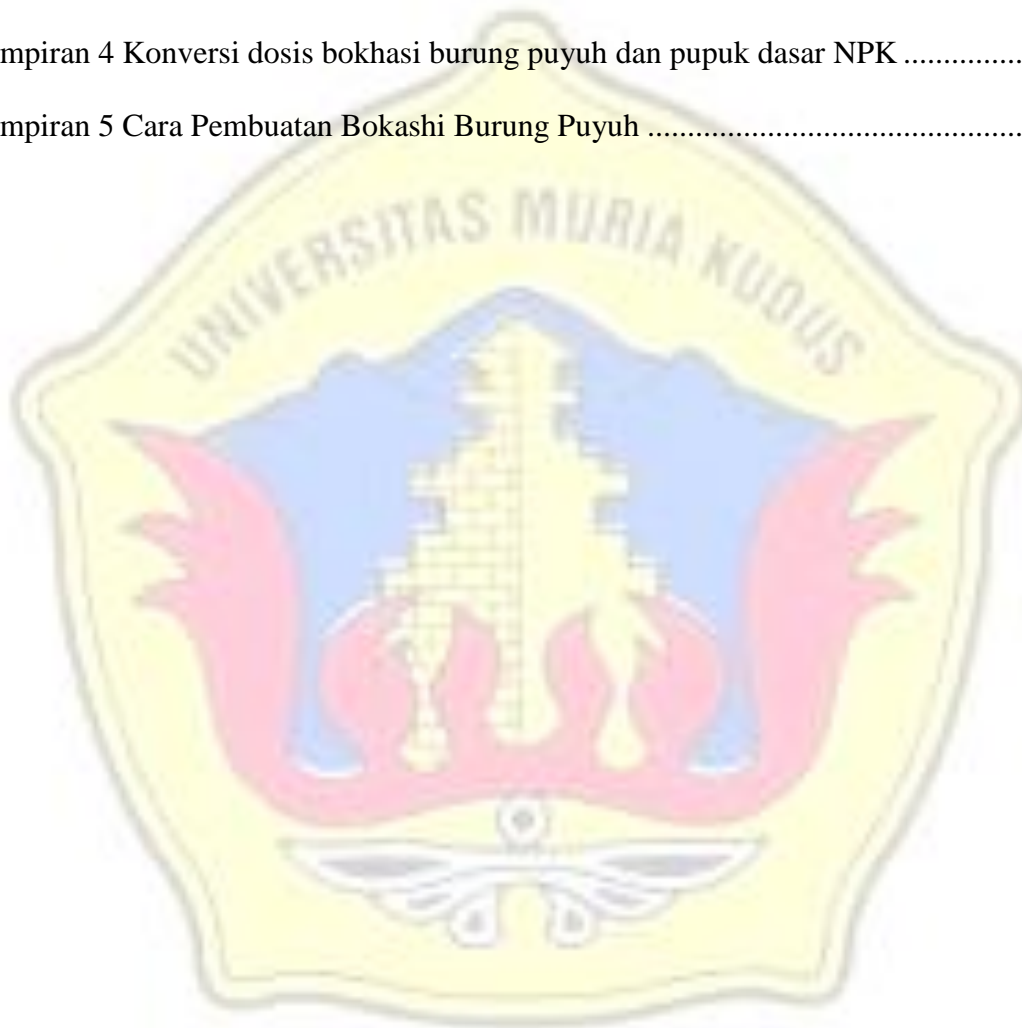 mpiran 4 Konversi dosis bokhasi burung puyuh dan pupuk dasar NPK ...............
mpiran 5 Cara Pembuatan Bokashi Burung Puyuh ...............................................
UNIVERSITAS MURIA KUDUS